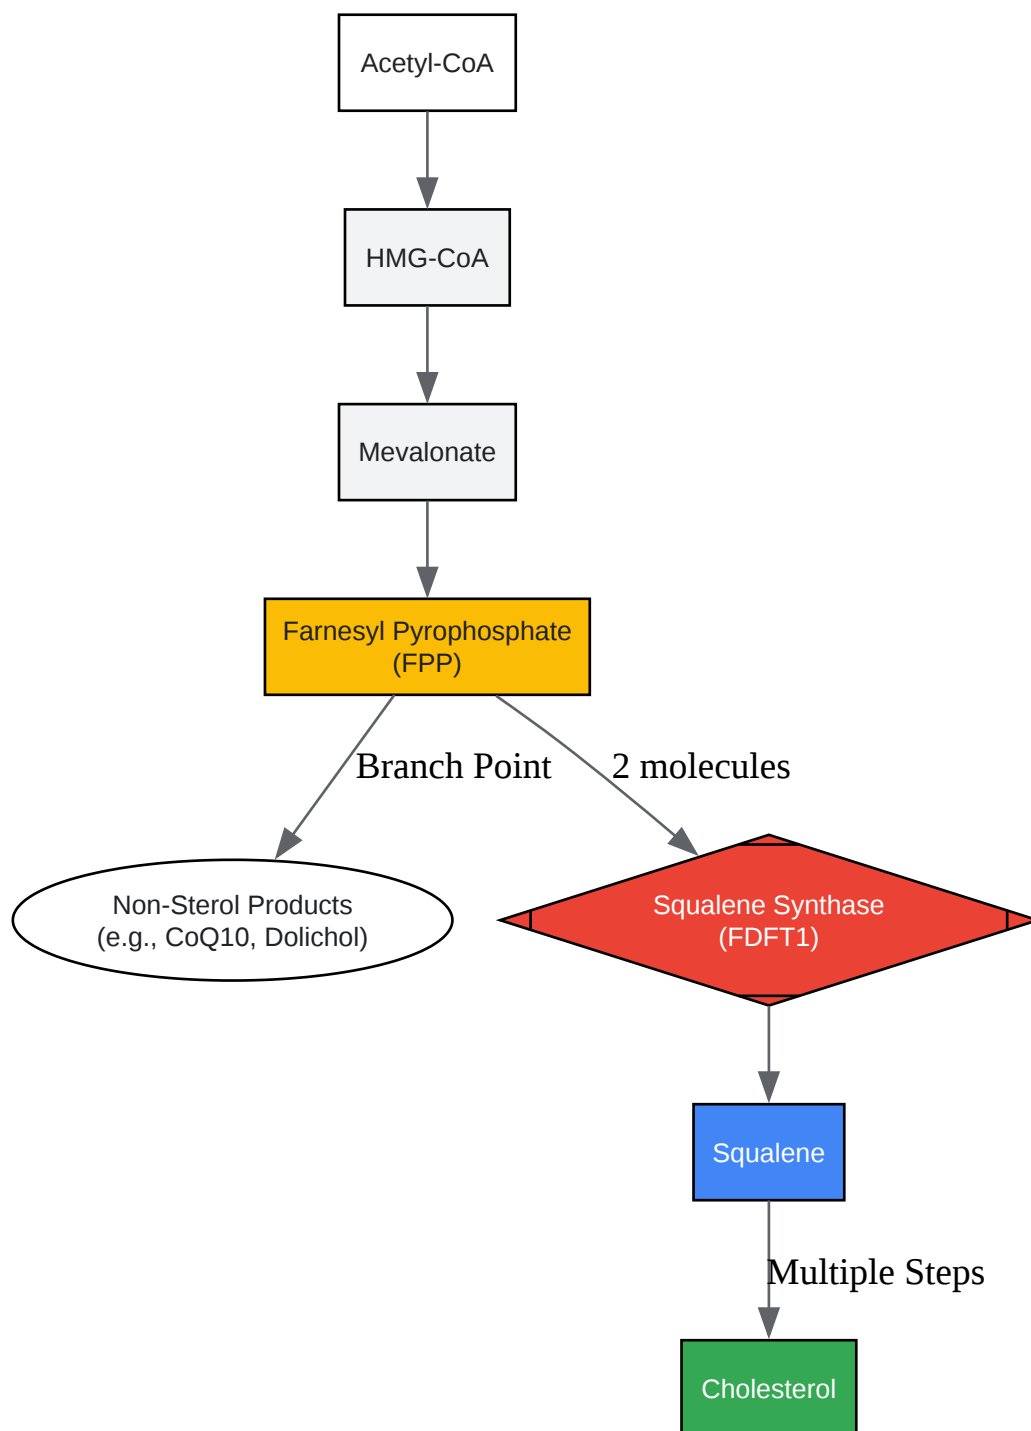 Acetyl-CoA
HMG-CoA
Mevalonate
Farnesyl Pyrophosphate
(FPP)
Branch Point
2 molecules
Non-Sterol Products
(e.g., CoQ10, Dolichol)
Squalene Synthase
(FDFT1)
Squalene
Multiple Steps
Cholesterol